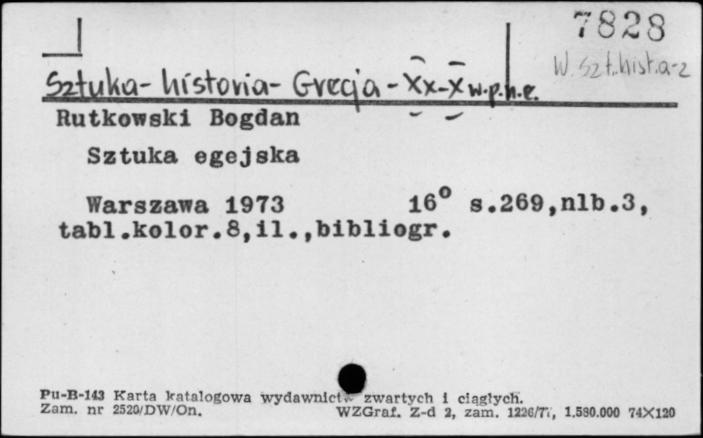 7828
W. Szt. hist. a-z
Sztuka - historia - Grecja - XX-X w.p.n.e.
Rutkowski Bogdan
Sztuka egejska
Warszawa 1973 16° s.269,nlb.3,
tabl.kolor.8,il.,bibliogr.
Pu-B-143 Karta katalogowa wydawnictw zwartych i ciągłych.
Zam. nr 2520/DW/On. WZGraf. Z-d 2, zam. 1226/77, 1,580.000 74X120